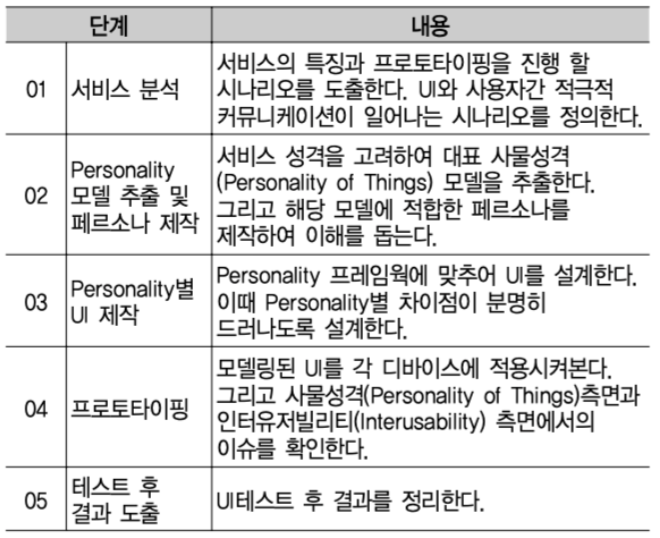 단계 내용
01 서비스 분석
서비스의 특징과 프로토타이핑을 진행 할
시나리오를 도출한다. UI와 사용자간 적극적
커뮤니케이션이 일어나는 시나리오를 정의한다.
02
Personality
모델 추출 및
페르소나 제작
서비스 성격을 고려하여 대표 사물성격
(Personality of Things) 모델을 추출한다.
그리고 해당 모델에 적합한 페르소나를
제작하여 이해를 돕는다.
03
Personality별
UI 제작
Personality 프레임웍에 맞추어 UI를 설계한다.
이때 Personality별 차이점이 분명히
드러나도록 설계한다.
04 프로토타이핑
모델링된 UI를 각 디바이스에 적용시켜본다.
그리고 사물성격(Personality of Things)측면과
인터유저빌리티(Interusability) 측면에서의
이슈를 확인한다.
05
테스트 후
결과 도출
UI테스트 후 결과를 정리한다.